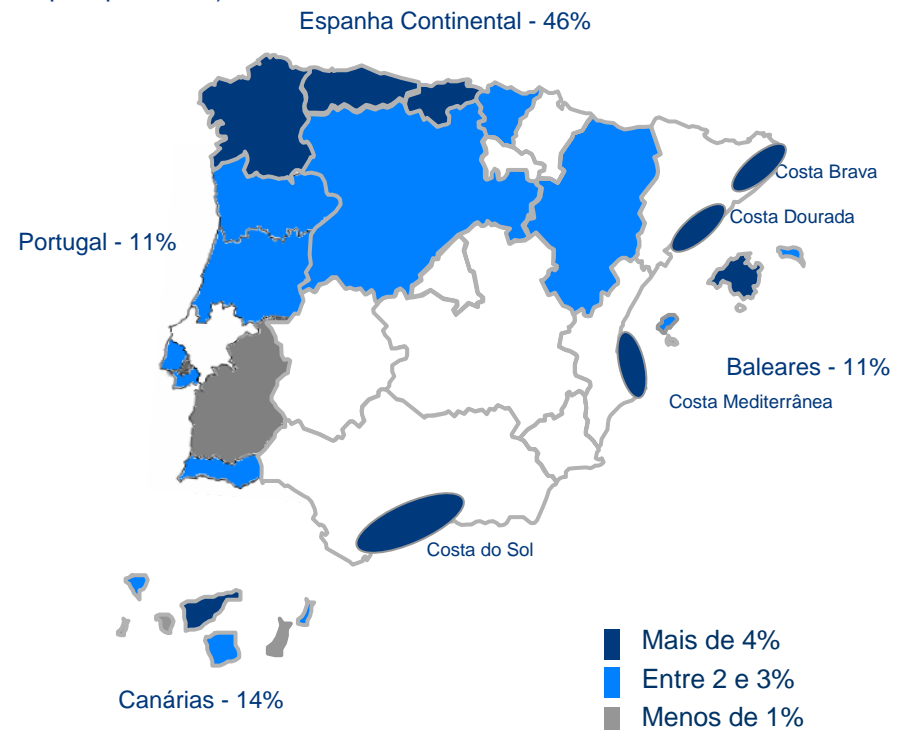 Espanha Continental - 46%
Costa Brava
Costa Dourada
Portugal - 11%
Baleares - 11%
Costa Mediterrânea
Costa do Sol
Canárias - 14%
Mais de 4%
Entre 2 e 3%
Menos de 1%